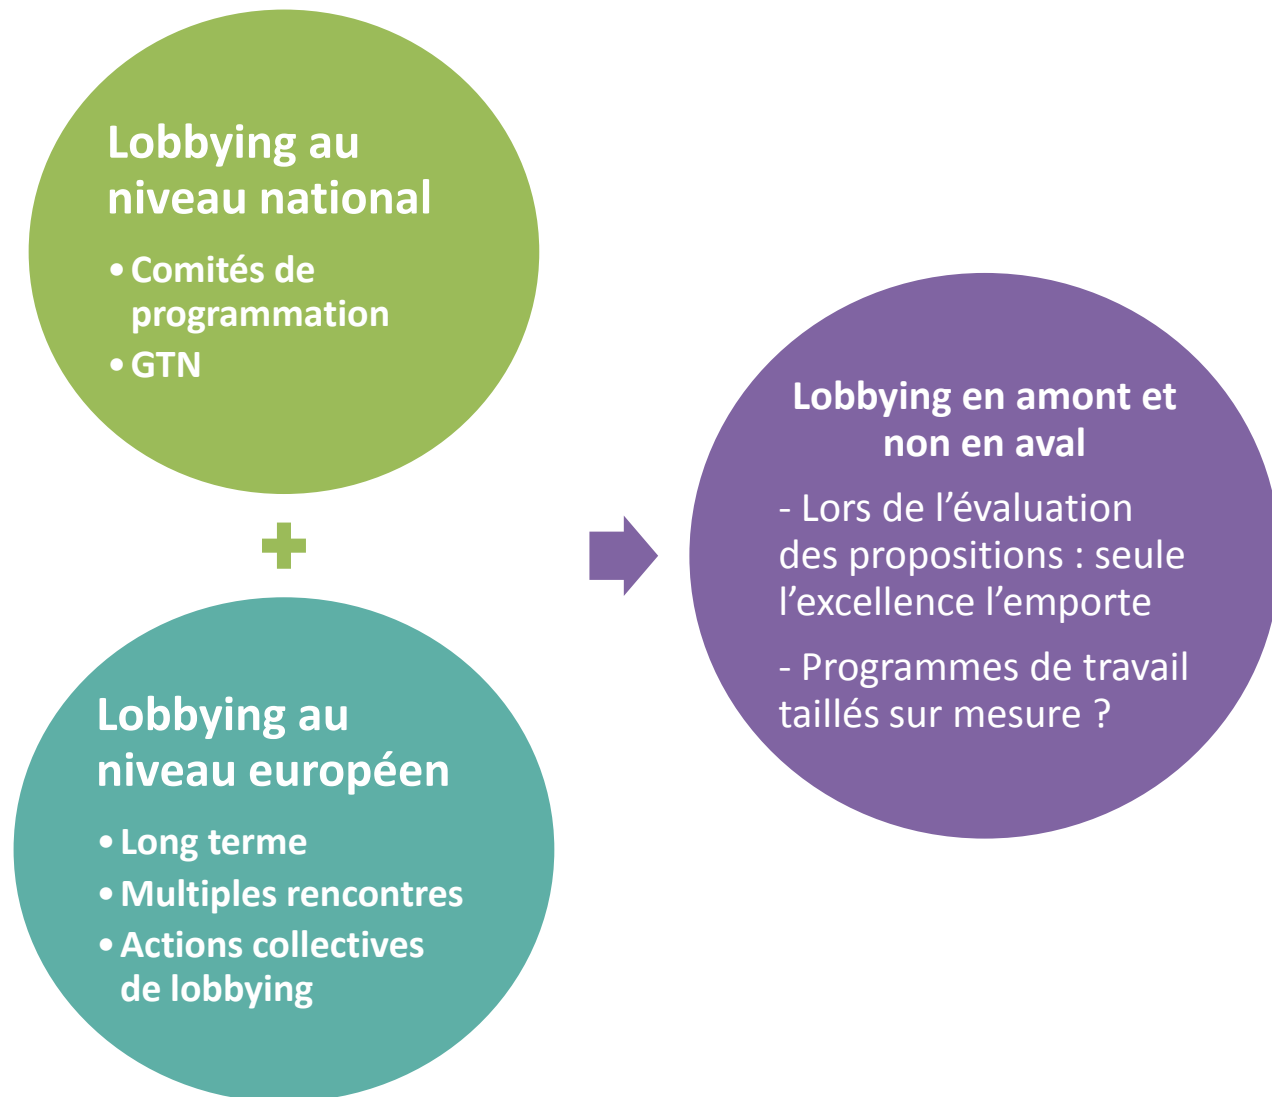 Lobbying au
niveau national
• Comités de
programmation
• GTN
Lobbying au
niveau européen
• Long terme
• Multiples rencontres
• Actions collectives
de lobbying
Lobbying en amont et
non en aval
- Lors de l’évaluation
des propositions : seule
l’excellence l’emporte
- Programmes de travail
taillés sur mesure ?